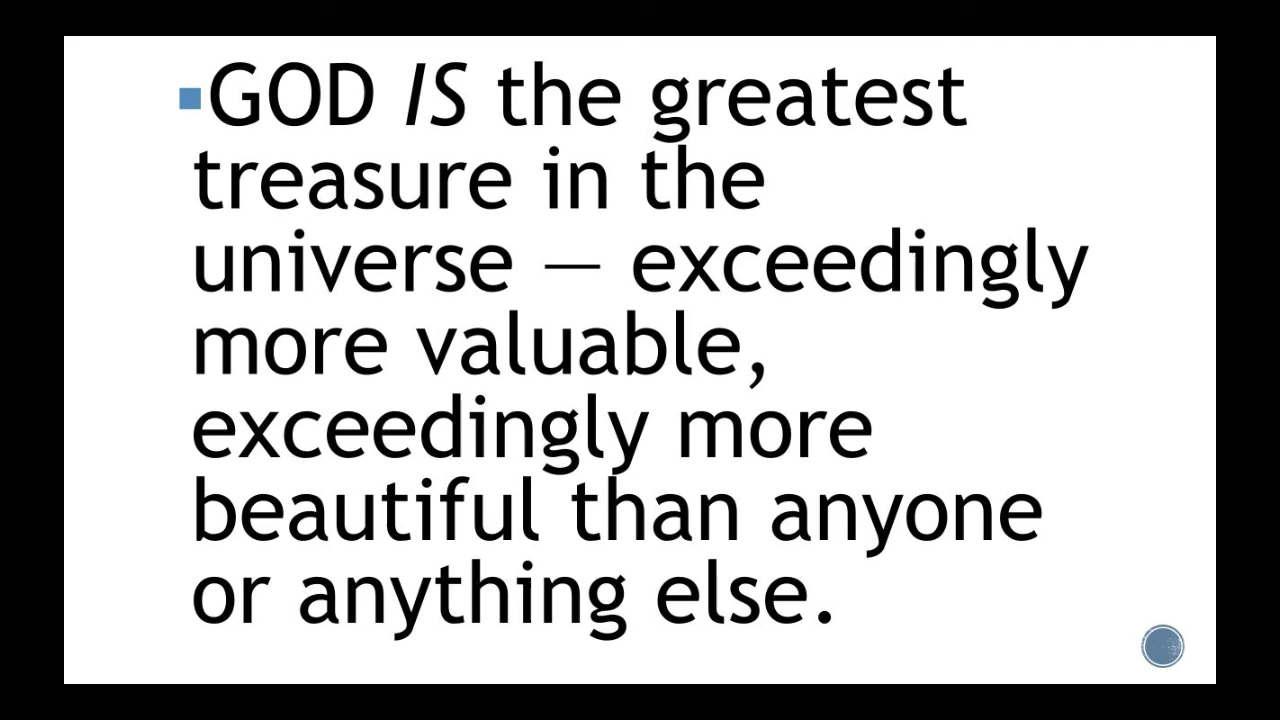 ▪GOD IS the greatest
treasure in the
universe — exceedingly
more valuable,
exceedingly more
beautiful than anyone
or anything else.